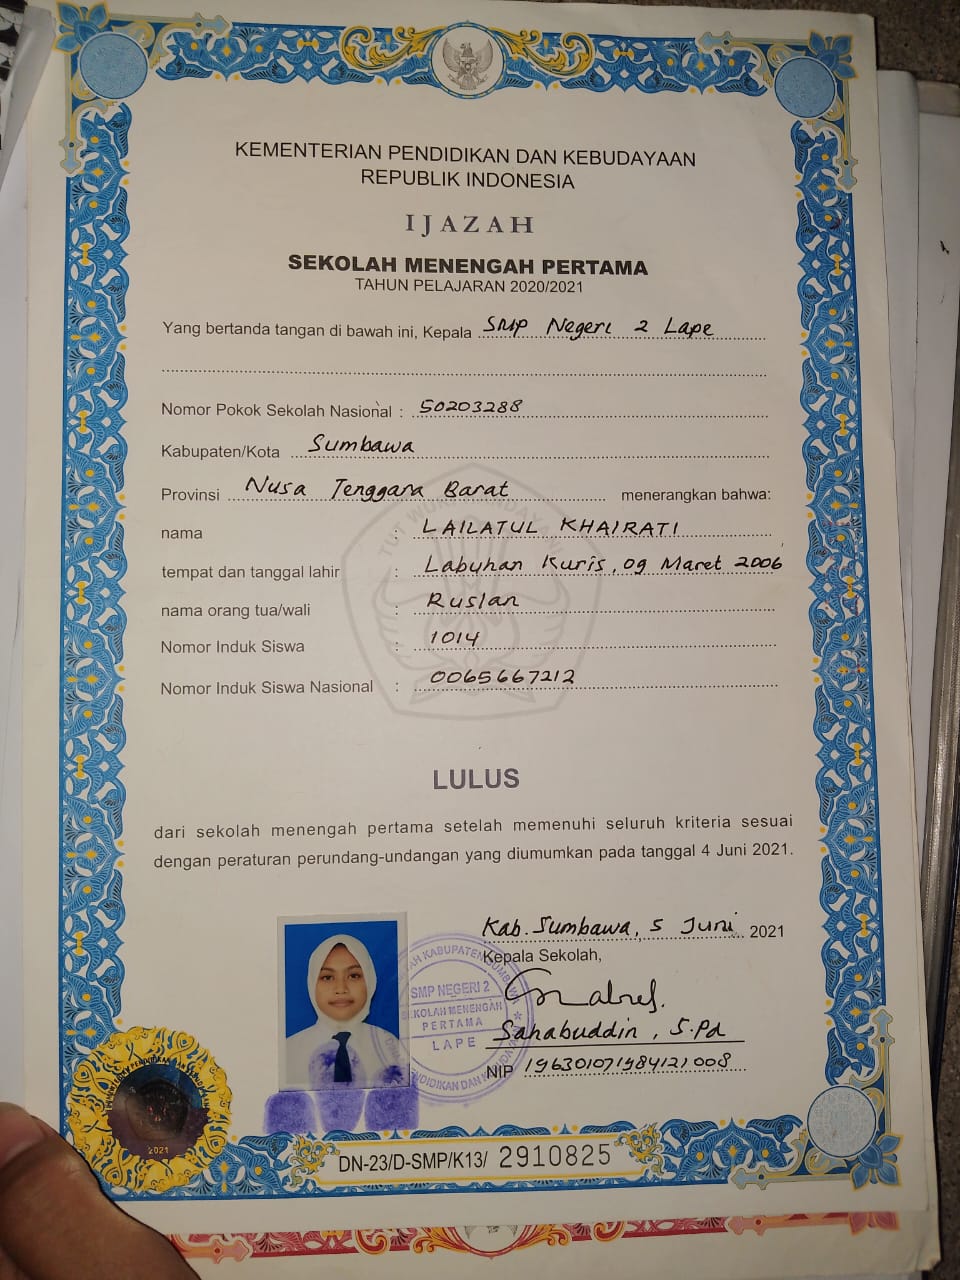 KEMENTERIAN PENDIDIKAN DAN KEBUDAYAAN
REPUBLIK INDONESIA
IJAZAH
SEKOLAH MENENGAH PERTAMA
TAHUN PELAJARAN 2020/2021
Yang bertanda tangan di bawah ini, Kepala SMP Negeri 2 Lape
Nomor Pokok Sekolah Nasional : 50203288
Kabupaten/Kota Sumbawa
Provinsi Nusa Tenggara Barat menerangkan bahwa:
nama : LAILATUL KHAIRATI
tempat dan tanggal lahir : Labuhan Kuris, 09 Maret 2006
nama orang tua/wali : Ruslan
Nomor Induk Siswa : 1014
Nomor Induk Siswa Nasional : 0065667212
LULUS
dari sekolah menengah pertama setelah memenuhi seluruh kriteria sesuai
dengan peraturan perundang-undangan yang diumumkan pada tanggal 4 Juni 2021.
Kab. Sumbawa, 5 Juni 2021
Kepala Sekolah,
SMP NEGERI 2
SEKOLAH MENENGAH
PERTAMA
LAPE
Sahabuddin, S.Pd
NIP 196301071984121008
2021
DN-23/D-SMP/K13/ 2910825